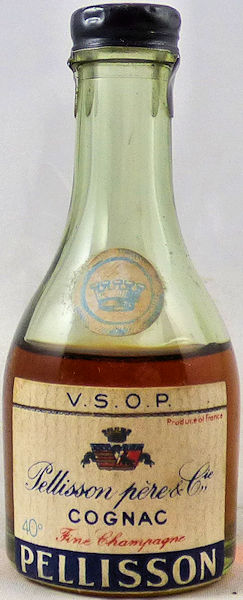 V.S.O.P.
Produce of France
Pellisson père & Cie
40°
COGNAC
Fine Champagne
PELLISSON